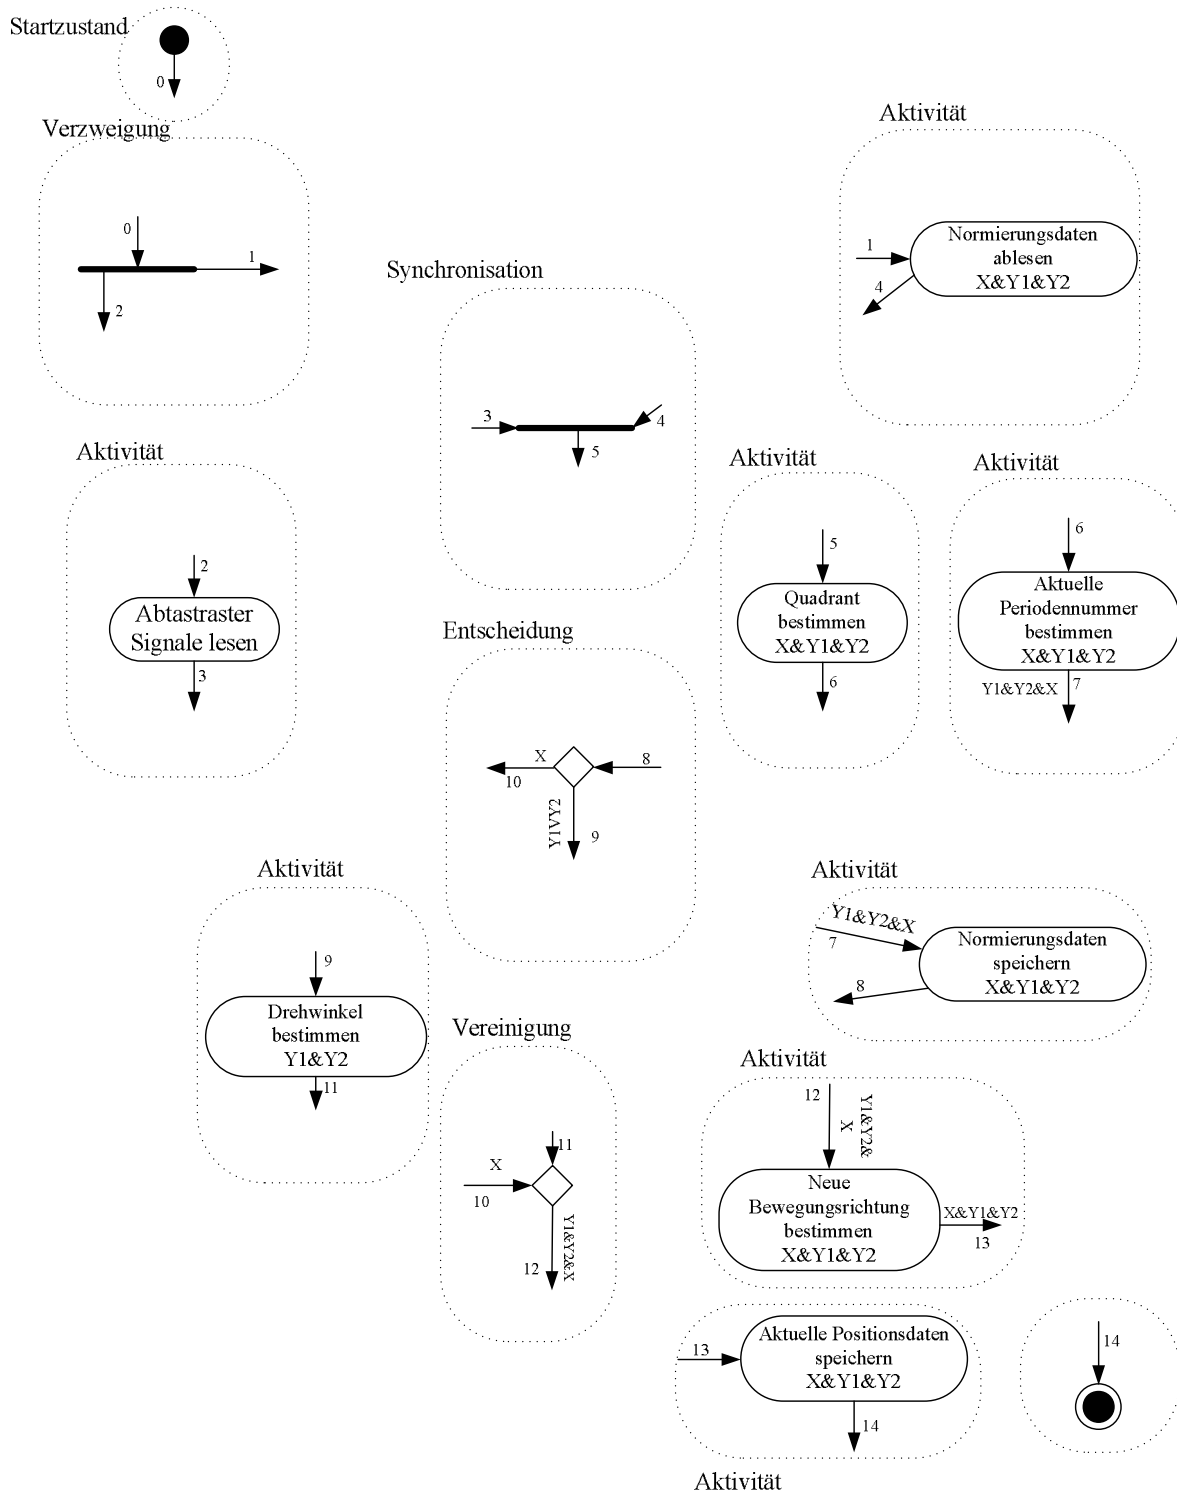 Startzustand
0
Verzweigung
0
1
2
Aktivität
1
Normierungsdaten
ablesen
X&Y1&Y2
4
Synchronisation
3
4
5
Aktivität
2
Abtastraster
Signale lesen
3
Aktivität
5
Quadrant
bestimmen
X&Y1&Y2
6
Aktivität
6
Aktuelle
Periodennummer
bestimmen
X&Y1&Y2
Y1&Y2&X
7
Entscheidung
X
8
10
Y1VY2
9
Aktivität
9
Drehwinkel
bestimmen
Y1&Y2
11
Aktivität
Y1&Y2&X
7
Normierungsdaten
speichern
X&Y1&Y2
8
Vereinigung
11
X
10
12
Y1&Y2&X
Aktivität
12
Y1&Y2&
X
Neue
Bewegungsrichtung
bestimmen
X&Y1&Y2
X&Y1&Y2
13
13
Aktuelle Positionsdaten
speichern
X&Y1&Y2
14
Aktivität
14